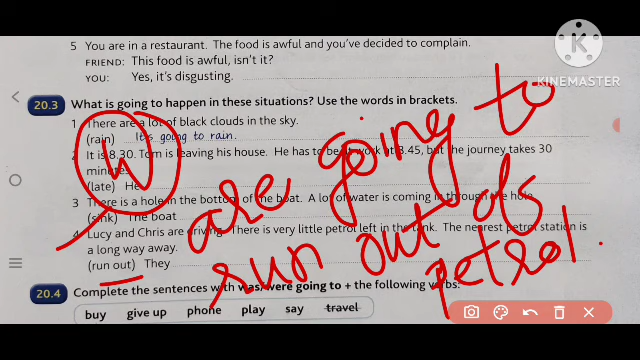 5 You are in a restaurant. The food is awful and you've decided to complain.
FRIEND: This food is awful, isn't it?
YOU: Yes, it's disgusting.
KINEMASTER
20.3 What is going to happen in these situations? Use the words in brackets.
1 There are a lot of black clouds in the sky.
(rain) It's going to rain.
2 It is 8.30. Tom is leaving his house. He has to be at work at 8.45, but the journey takes 30
minutes.
(late) He
3 There is a hole in the bottom of the boat. A lot of water is coming in through the hole.
(sink) The boat
4 Lucy and Chris are driving. There is very little petrol left in the tank. The nearest petrol station is
a long way away.
(run out) They
are going to
run out of
petrol.
20.4 Complete the sentences with was/were going to + the following verbs:
buy give up phone play say travel